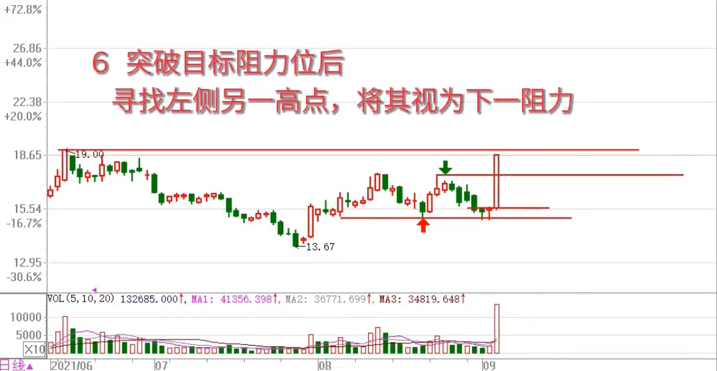 +72.8%
26.86
+44.0%
6 突破目标阻力位后
寻找左侧另一高点，将其视为下一阻力
22.38
+20.0%
19.00
18.65
15.54
-16.7%
13.67
12.95
-30.6%
VOL(5,10,20) 132685.000↑, MA1: 41356.398↑, MA2: 36771.699↑, MA3: 34819.648↑
10000
5000
X10
日线▲ 2021/06 07 08 09